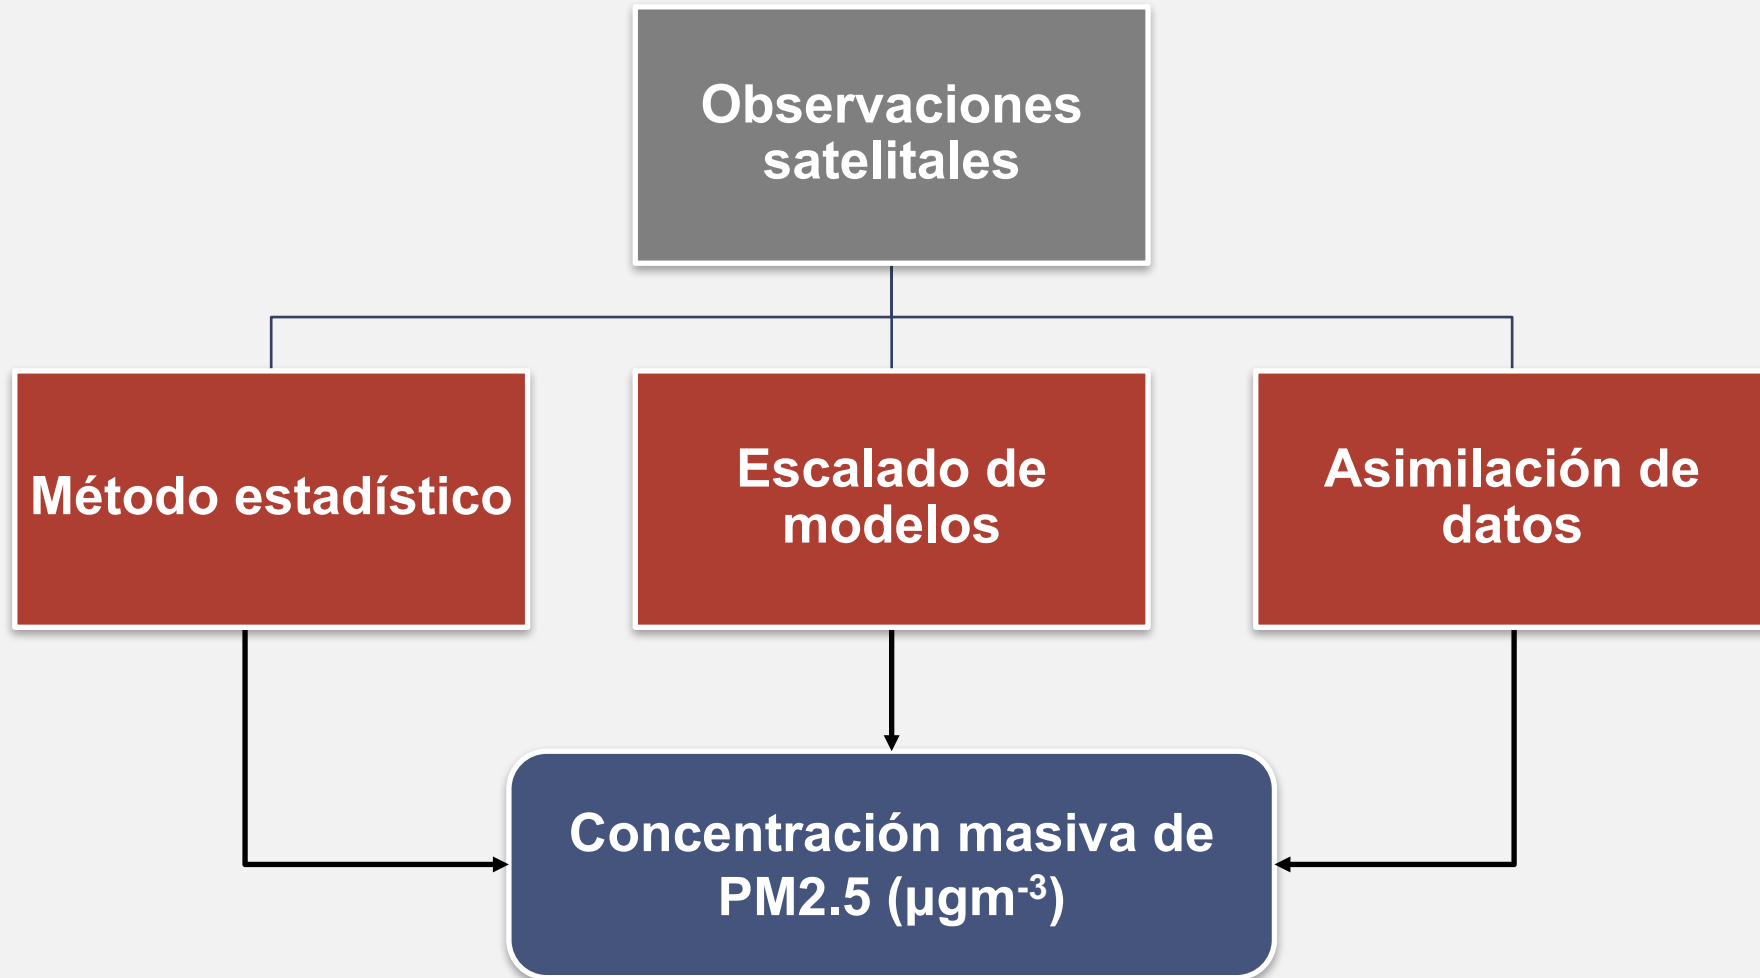 Observaciones
satelitales
Método estadístico
Escalado de
modelos
Asimilación de
datos
Concentración masiva de
PM2.5 (µgm⁻³)